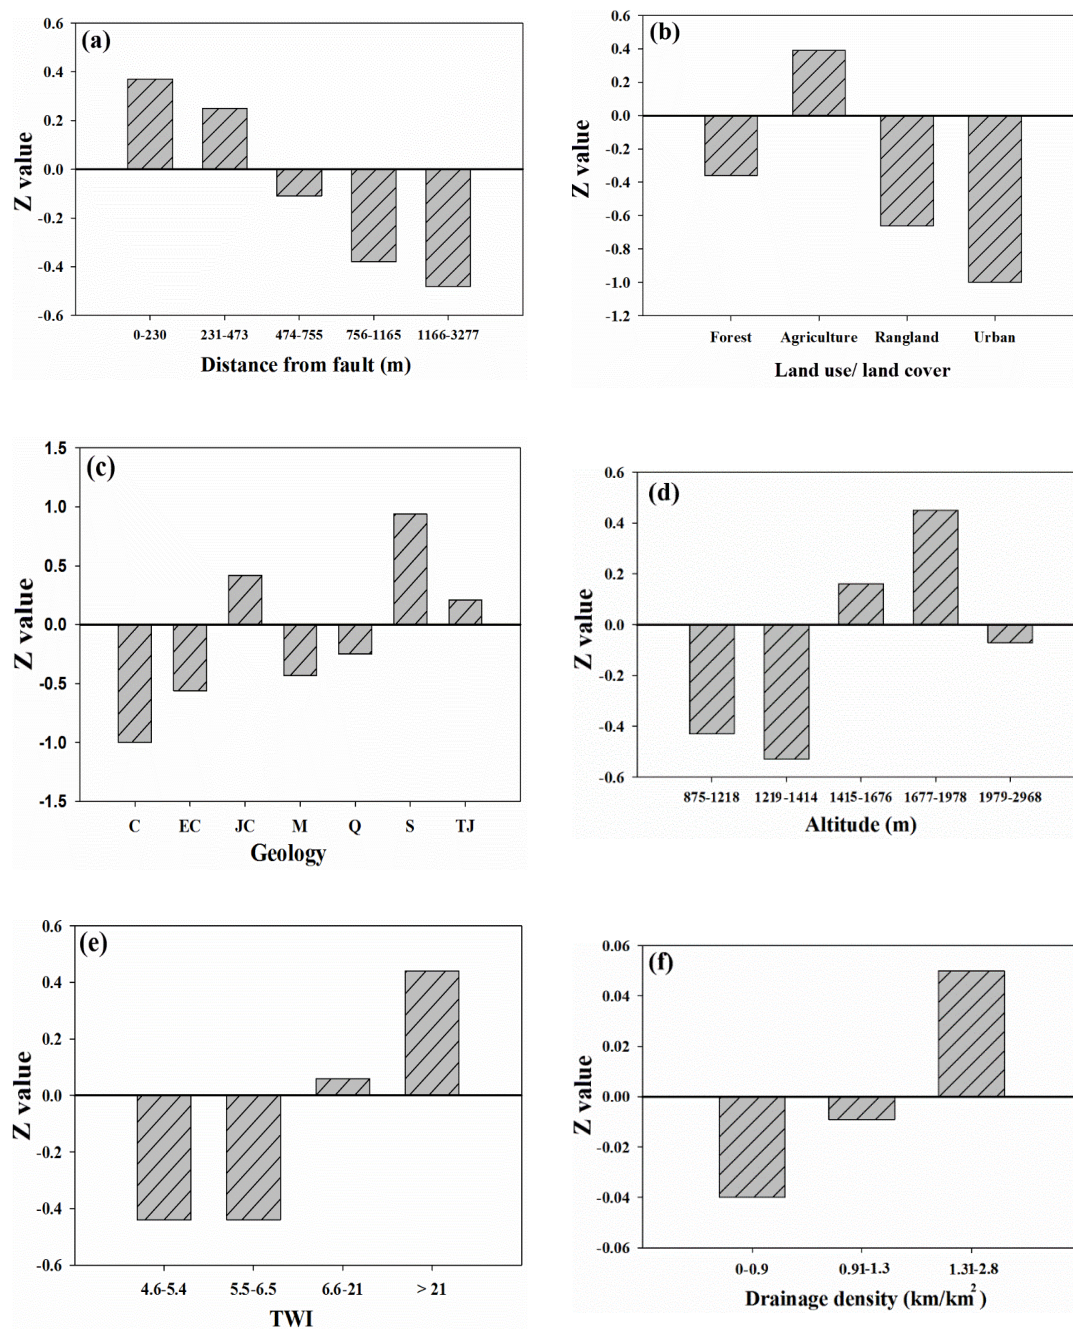 (a)
Z value
0.6
0.4
0.2
0.0
-0.2
-0.4
-0.6
0-230 231-473 474-755 756-1165 1166-3277
Distance from fault (m)
(b)
Z value
0.6
0.4
0.2
0.0
-0.2
-0.4
-0.6
-0.8
-1.0
-1.2
Forest Agriculture Rangland Urban
Land use/ land cover
(c)
Z value
1.5
1.0
0.5
0.0
-0.5
-1.0
-1.5
C EC JC M Q S TJ
Geology
(d)
Z value
0.6
0.4
0.2
0.0
-0.2
-0.4
-0.6
875-1218 1219-1414 1415-1676 1677-1978 1979-2968
Altitude (m)
(e)
Z value
0.6
0.4
0.2
0.0
-0.2
-0.4
-0.6
4.6-5.4 5.5-6.5 6.6-21 > 21
TWI
(f)
Z value
0.06
0.04
0.02
0.00
-0.02
-0.04
-0.06
0-0.9 0.91-1.3 1.31-2.8
Drainage density (km/km²)